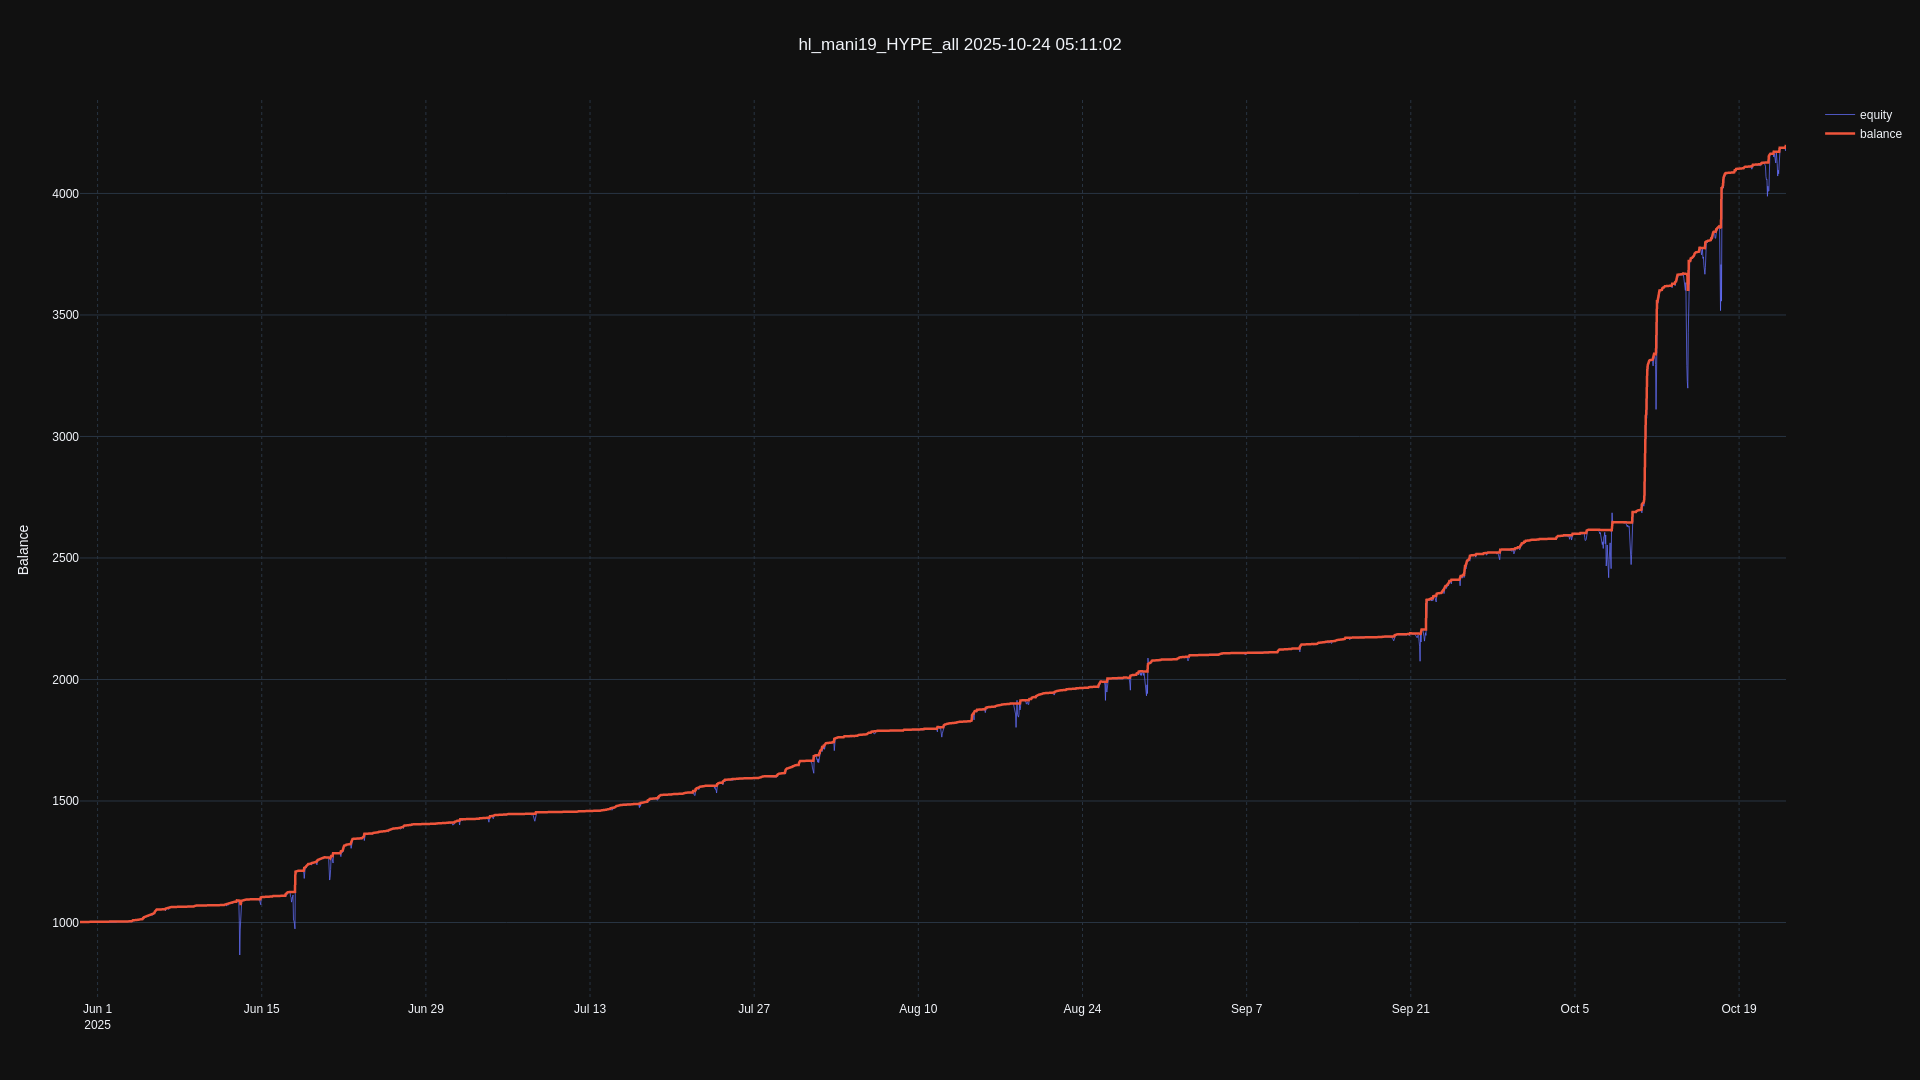 hl_mani19_HYPE_all 2025-10-24 05:11:02
equity
balance
Balance
4000
3500
3000
2500
2000
1500
1000
Jun 1
2025
Jun 15
Jun 29
Jul 13
Jul 27
Aug 10
Aug 24
Sep 7
Sep 21
Oct 5
Oct 19